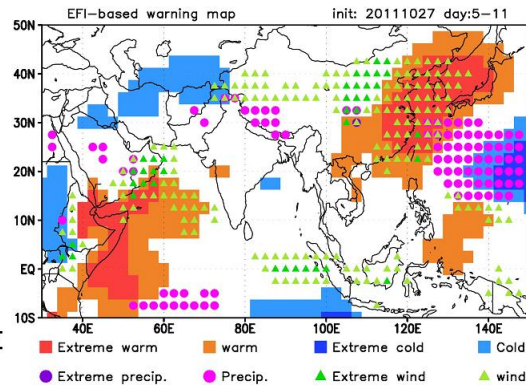 EFI-based warning map init: 20111027 day:5-11
50N
40N
30N
20N
10N
EQ
10S
40E 60E 80E 100E 120E 140E
Extreme warm warm Extreme cold Cold
Extreme precip. Precip. Extreme wind wind